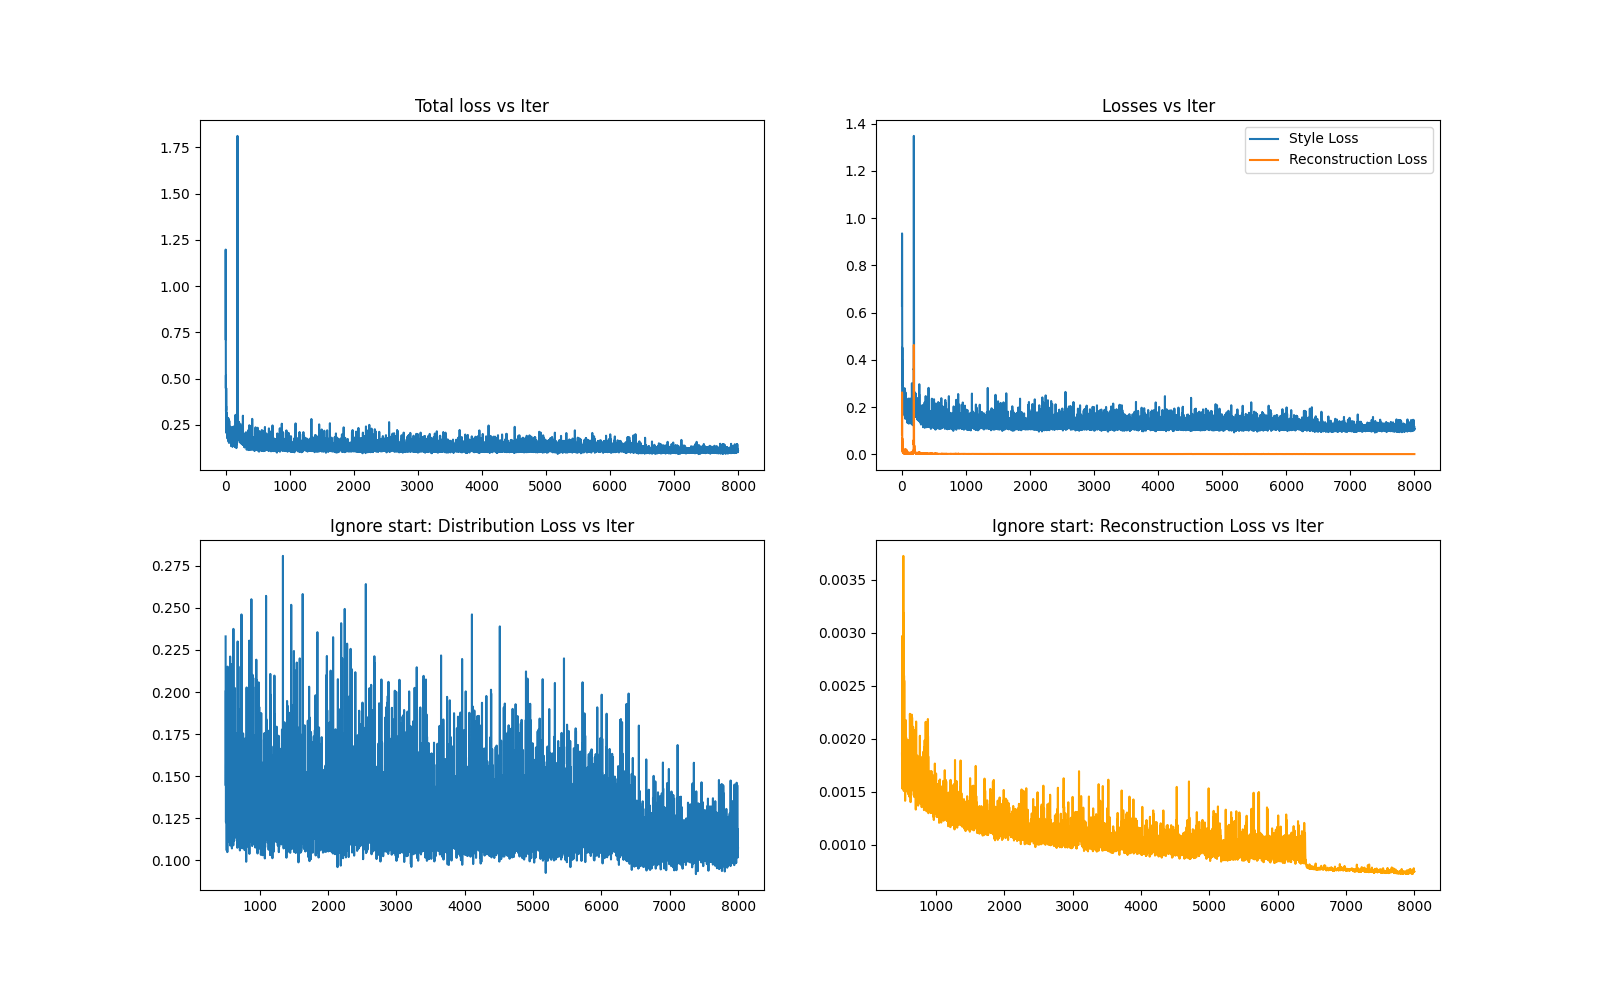 Total loss vs Iter
1.75
1.50
1.25
1.00
0.75
0.50
0.25
0 1000 2000 3000 4000 5000 6000 7000 8000
Losses vs Iter
Style Loss
Reconstruction Loss
1.4
1.2
1.0
0.8
0.6
0.4
0.2
0.0
0 1000 2000 3000 4000 5000 6000 7000 8000
Ignore start: Distribution Loss vs Iter
0.275
0.250
0.225
0.200
0.175
0.150
0.125
0.100
1000 2000 3000 4000 5000 6000 7000 8000
Ignore start: Reconstruction Loss vs Iter
0.0035
0.0030
0.0025
0.0020
0.0015
0.0010
1000 2000 3000 4000 5000 6000 7000 8000